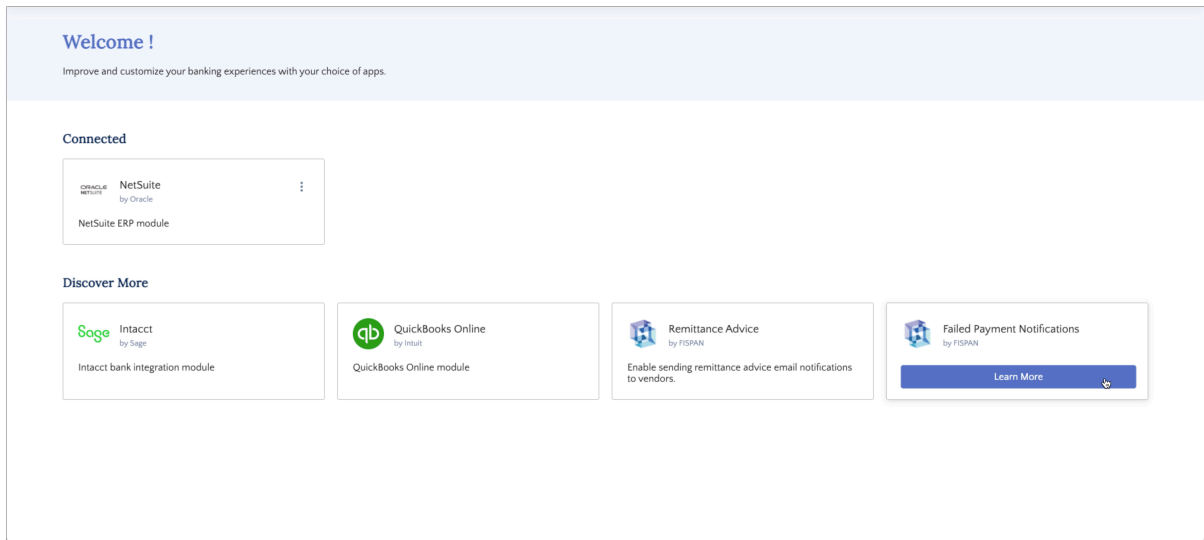 Welcome !
Improve and customize your banking experiences with your choice of apps.
Connected
ORACLE
NETSUITE
NetSuite
by Oracle
NetSuite ERP module
Discover More
Sage
Intacct
by Sage
Intacct bank integration module
qb
QuickBooks Online
by Intuit
QuickBooks Online module
Remittance Advice
by FISPAN
Enable sending remittance advice email notifications
to vendors.
Failed Payment Notifications
by FISPAN
Learn More